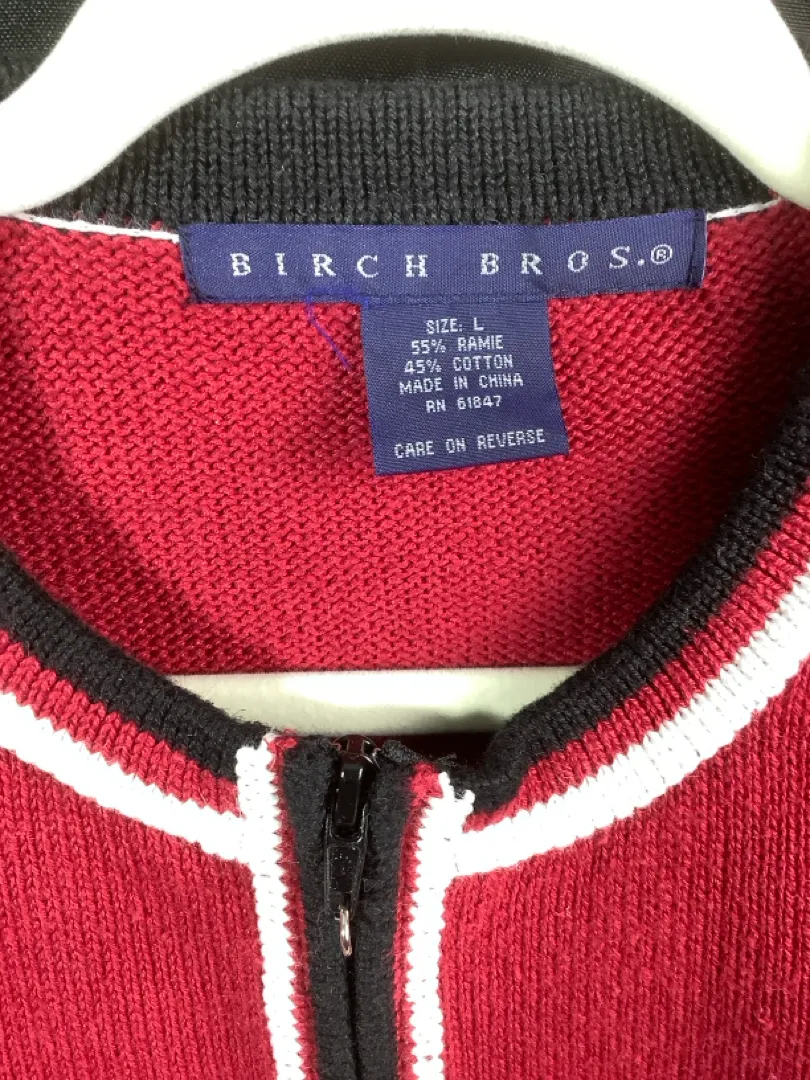 BIRCH BROS.®
SIZE: L
55% RAMIE
45% COTTON
MADE IN CHINA
RN 61847
CARE ON REVERSE